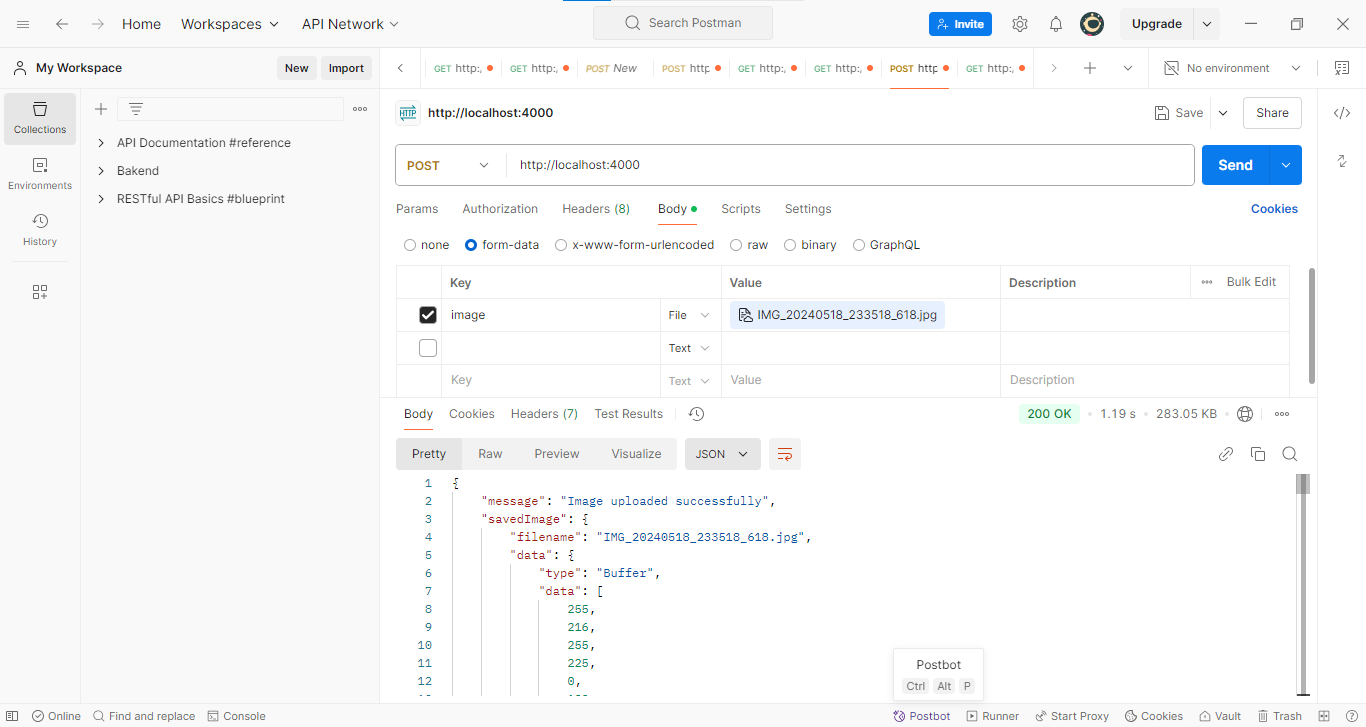 Home Workspaces API Network Search Postman Invite Upgrade
My Workspace New Import GET http:, GET http:, POST New POST http GET http:, GET http:, POST http GET http:, No environment
Collections
Environments
History
API Documentation #reference
Bakend
RESTful API Basics #blueprint
HTTP http://localhost:4000 Save Share
POST http://localhost:4000 Send
Params Authorization Headers (8) Body Scripts Settings Cookies
none form-data x-www-form-urlencoded raw binary GraphQL
Key Value Description Bulk Edit
image File IMG_20240518_233518_618.jpg
Text
Key Text Value Description
Body Cookies Headers (7) Test Results 200 OK 1.19 s 283.05 KB
Pretty Raw Preview Visualize JSON
1 {
2 "message": "Image uploaded successfully",
3 "savedImage": {
4 "filename": "IMG_20240518_233518_618.jpg",
5 "data": {
6 "type": "Buffer",
7 "data": [
8 255,
9 216,
10 255,
11 225,
12 0,
Postbot
Ctrl Alt P
Online Find and replace Console Postbot Runner Start Proxy Cookies Vault Trash